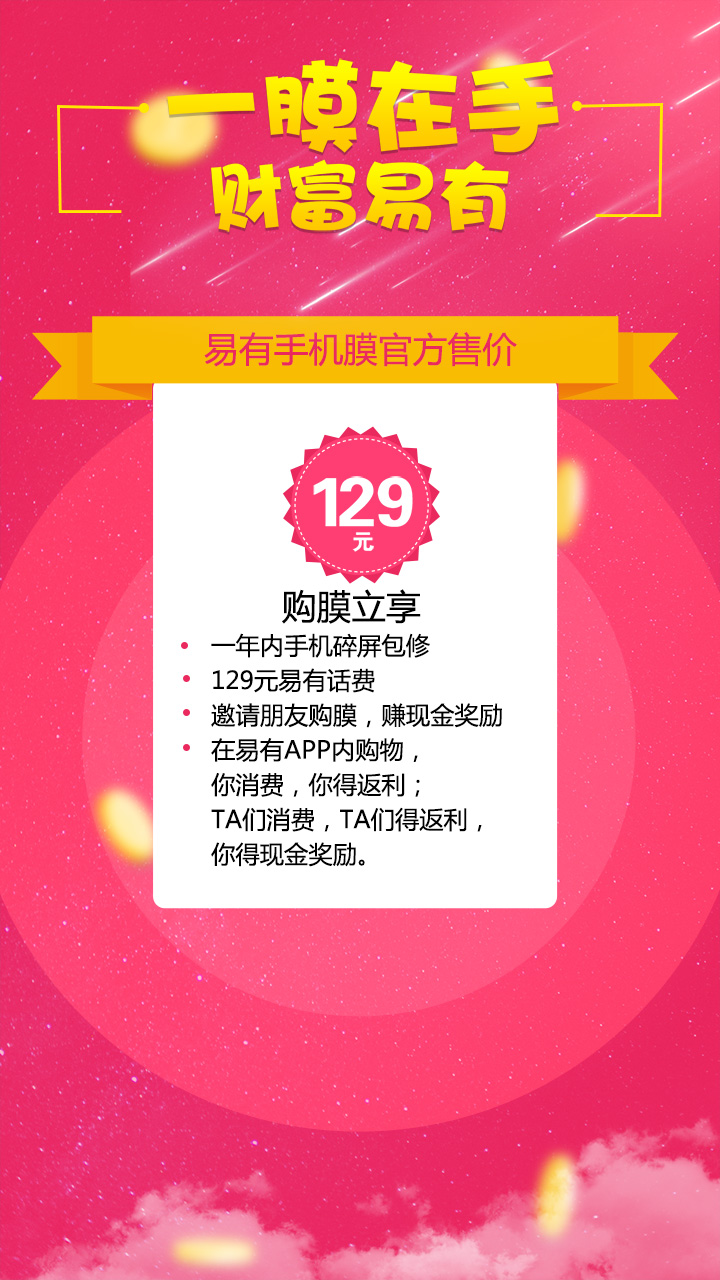 一膜在手
财富易有
易有手机膜官方售价
129
元
购膜立享
• 一年内手机碎屏包修
• 129元易有话费
• 邀请朋友购膜，赚现金奖励
• 在易有APP内购物，
你消费，你得返利；
TA们消费，TA们得返利，
你得现金奖励。